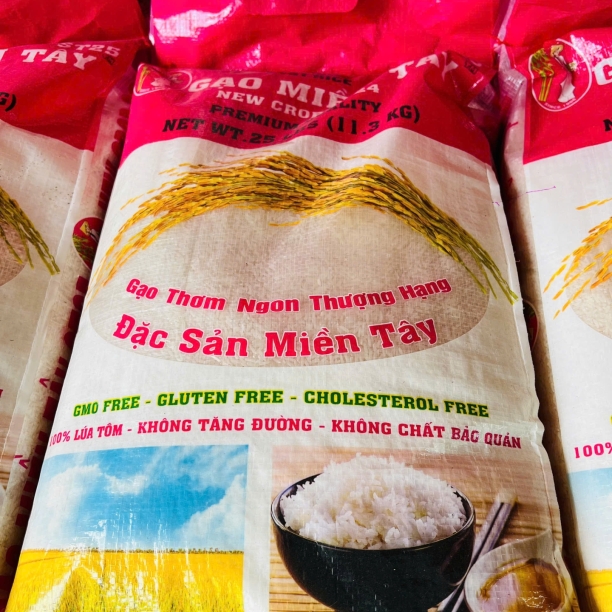 ST25
TÂY
GẠO MIỀN TÂY
NEW CROP
PREMIUM
NET WT. 25 (11.3 KG)
Gạo Thơm Ngon Thượng Hạng
Đặc Sản Miền Tây
GMO FREE - GLUTEN FREE - CHOLESTEROL FREE
100% LÚA TÔM - KHÔNG TĂNG ĐƯỜNG - KHÔNG CHẤT BẢO QUẢN
100%